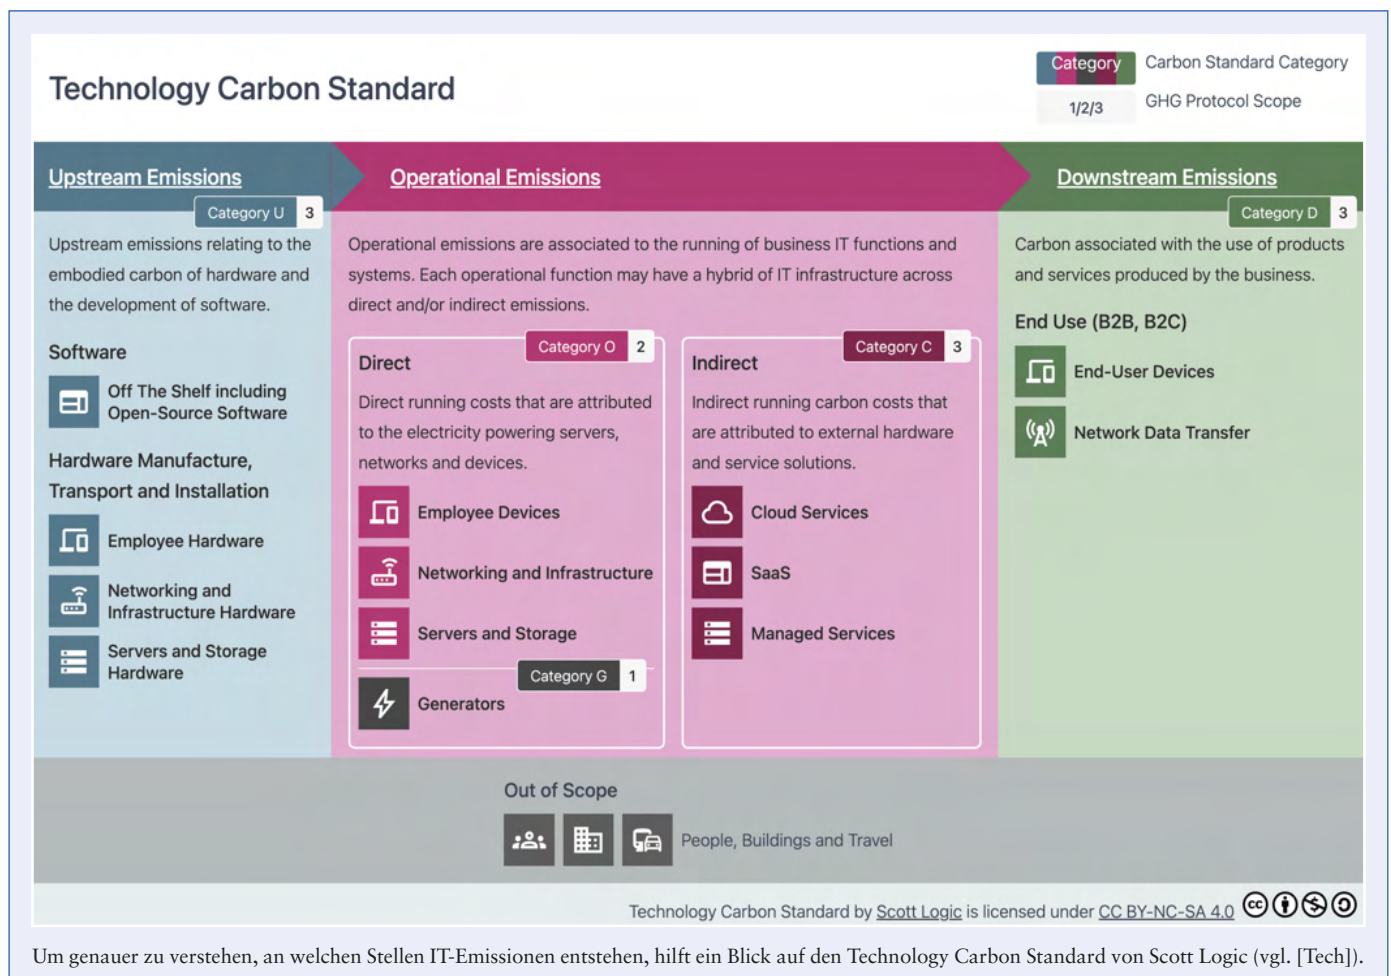 Technology Carbon Standard
Category
Carbon Standard Category
1/2/3
GHG Protocol Scope
Upstream Emissions
Category U 3
Upstream emissions relating to the
embodied carbon of hardware and
the development of software.
Software
Off The Shelf including
Open-Source Software
Hardware Manufacture,
Transport and Installation
Employee Hardware
Networking and
Infrastructure Hardware
Servers and Storage
Hardware
Operational Emissions
Operational emissions are associated to the running of business IT functions and
systems. Each operational function may have a hybrid of IT infrastructure across
direct and/or indirect emissions.
Category O 2
Direct
Direct running costs that are attributed
to the electricity powering servers,
networks and devices.
Employee Devices
Networking and Infrastructure
Servers and Storage
Category G 1
Generators
Category C 3
Indirect
Indirect running carbon costs that
are attributed to external hardware
and service solutions.
Cloud Services
SaaS
Managed Services
Downstream Emissions
Category D 3
Carbon associated with the use of products
and services produced by the business.
End Use (B2B, B2C)
End-User Devices
Network Data Transfer
Out of Scope
People, Buildings and Travel
Technology Carbon Standard by Scott Logic is licensed under CC BY-NC-SA 4.0
Um genauer zu verstehen, an welchen Stellen IT-Emissionen entstehen, hilft ein Blick auf den Technology Carbon Standard von Scott Logic (vgl. [Tech]).